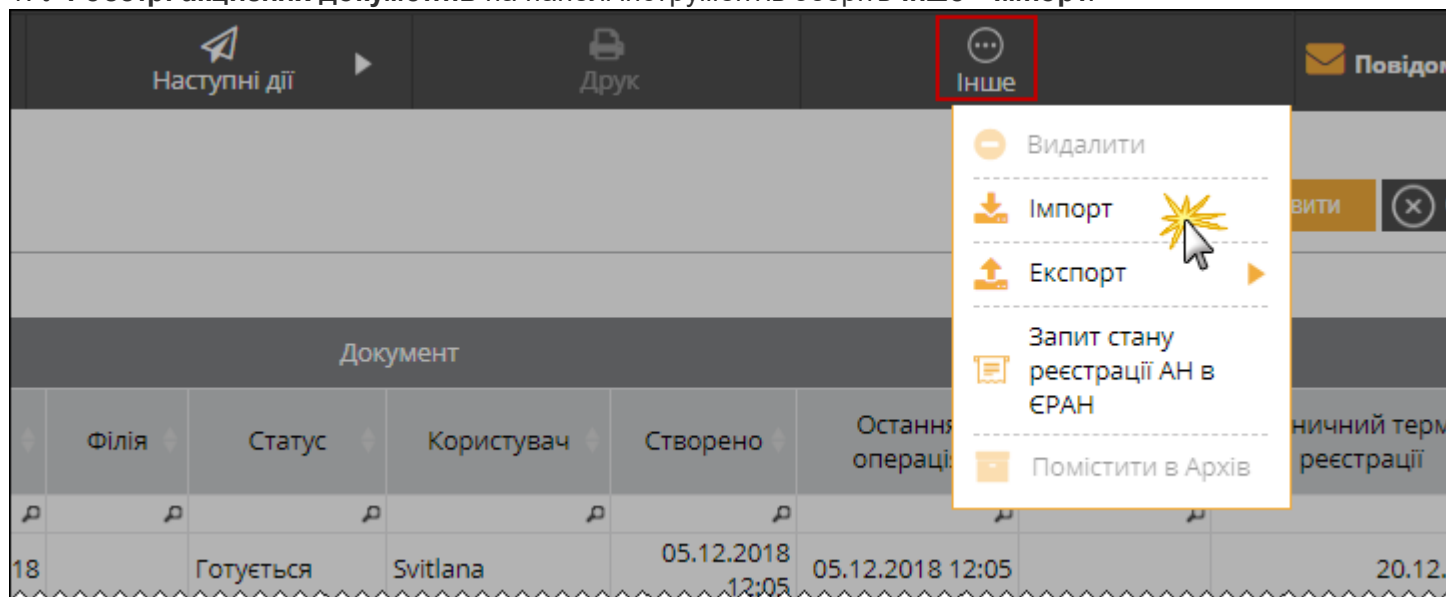 Наступні дії
Друк
Інше
Повідом
Видалити
Імпорт
вити
Експорт
Запит стану
реєстрації АН в
ЄРАН
Помістити в Архів
Документ
Філія
Статус
Користувач
Створено
Остання
операці
ничний терм
реєстрації
18
Готується
Svitlana
05.12.2018
12:05
05.12.2018 12:05
20.12.